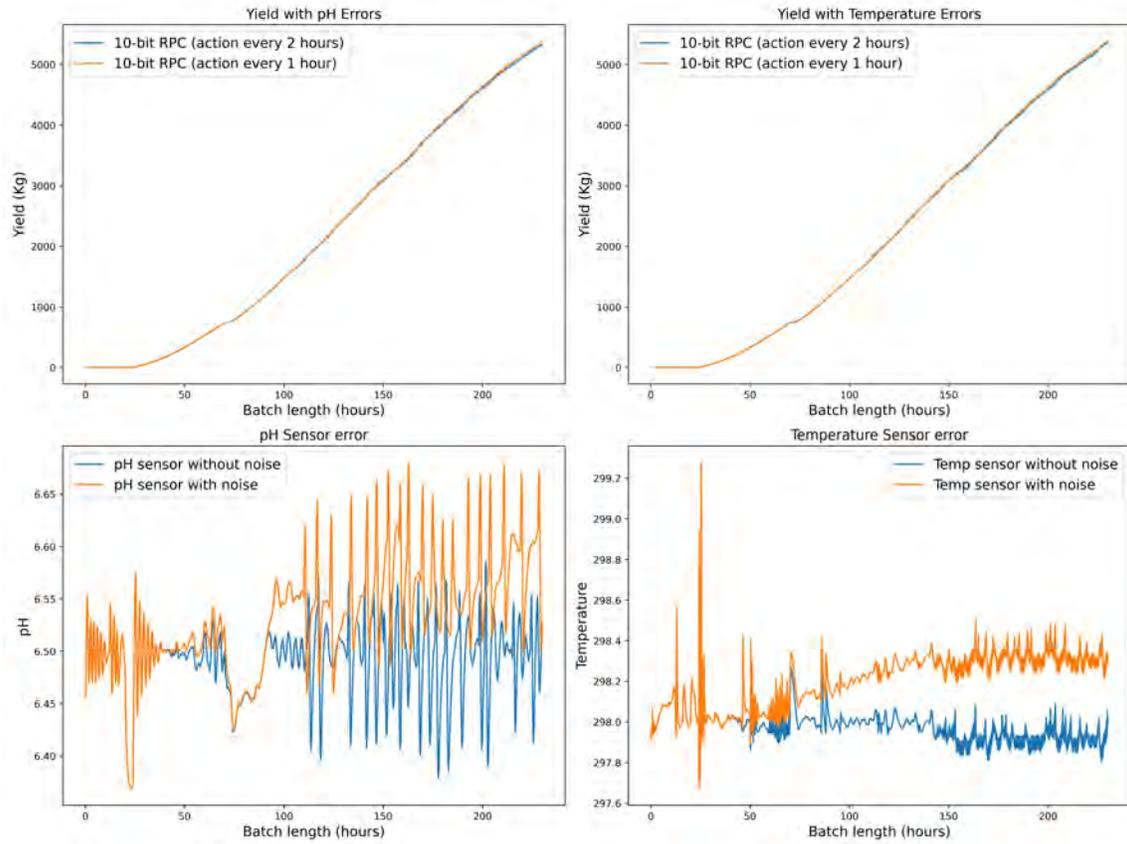 Yield with pH Errors
10-bit RPC (action every 2 hours)
10-bit RPC (action every 1 hour)
5000
4000
3000
2000
1000
0
Yield (Kg)
0 50 100 150 200
Batch length (hours)
Yield with Temperature Errors
10-bit RPC (action every 2 hours)
10-bit RPC (action every 1 hour)
5000
4000
3000
2000
1000
0
Yield (Kg)
0 50 100 150 200
Batch length (hours)
pH Sensor error
pH sensor without noise
pH sensor with noise
6.65
6.60
6.55
6.50
6.45
6.40
pH
0 50 100 150 200
Batch length (hours)
Temperature Sensor error
Temp sensor without noise
Temp sensor with noise
299.2
299.0
298.8
298.6
298.4
298.2
298.0
297.8
297.6
Temperature
0 50 100 150 200
Batch length (hours)